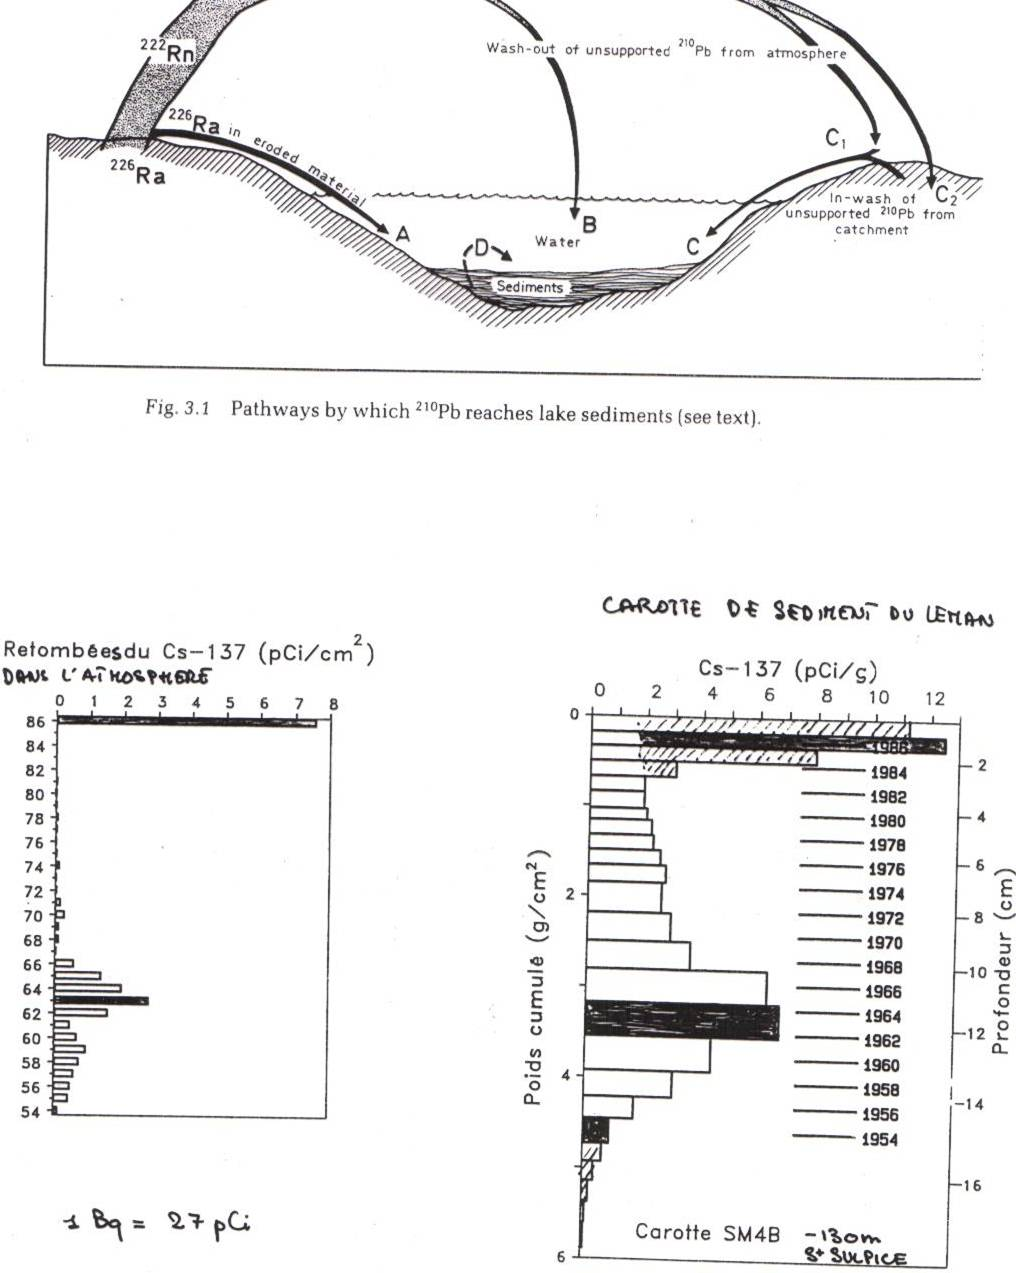 222Rn
Wash-out of unsupported 210Pb from atmosphere
226Ra in eroded material
226Ra
C1
C2
In-wash of
unsupported 210Pb from
catchment
A
B
Water
C
D
Sediments
Fig. 3.1 Pathways by which 210Pb reaches lake sediments (see text).
CAROTTE DE SEDIMENT DU LEMAN
Retombées du Cs-137 (pCi/cm2)
DANS L'ATMOSPHERE
0 1 2 3 4 5 6 7 8
86
84
82
80
78
76
74
72
70
68
66
64
62
60
58
56
54
1 Bq = 27 pCi
Cs-137 (pCi/g)
0 2 4 6 8 10 12
0
2
4
6
Poids cumulé (g/cm2)
1986
1984
1982
1980
1978
1976
1974
1972
1970
1968
1966
1964
1962
1960
1958
1956
1954
2
4
6
8
10
12
14
16
Profondeur (cm)
Carotte SM4B -130m
St SULPICE